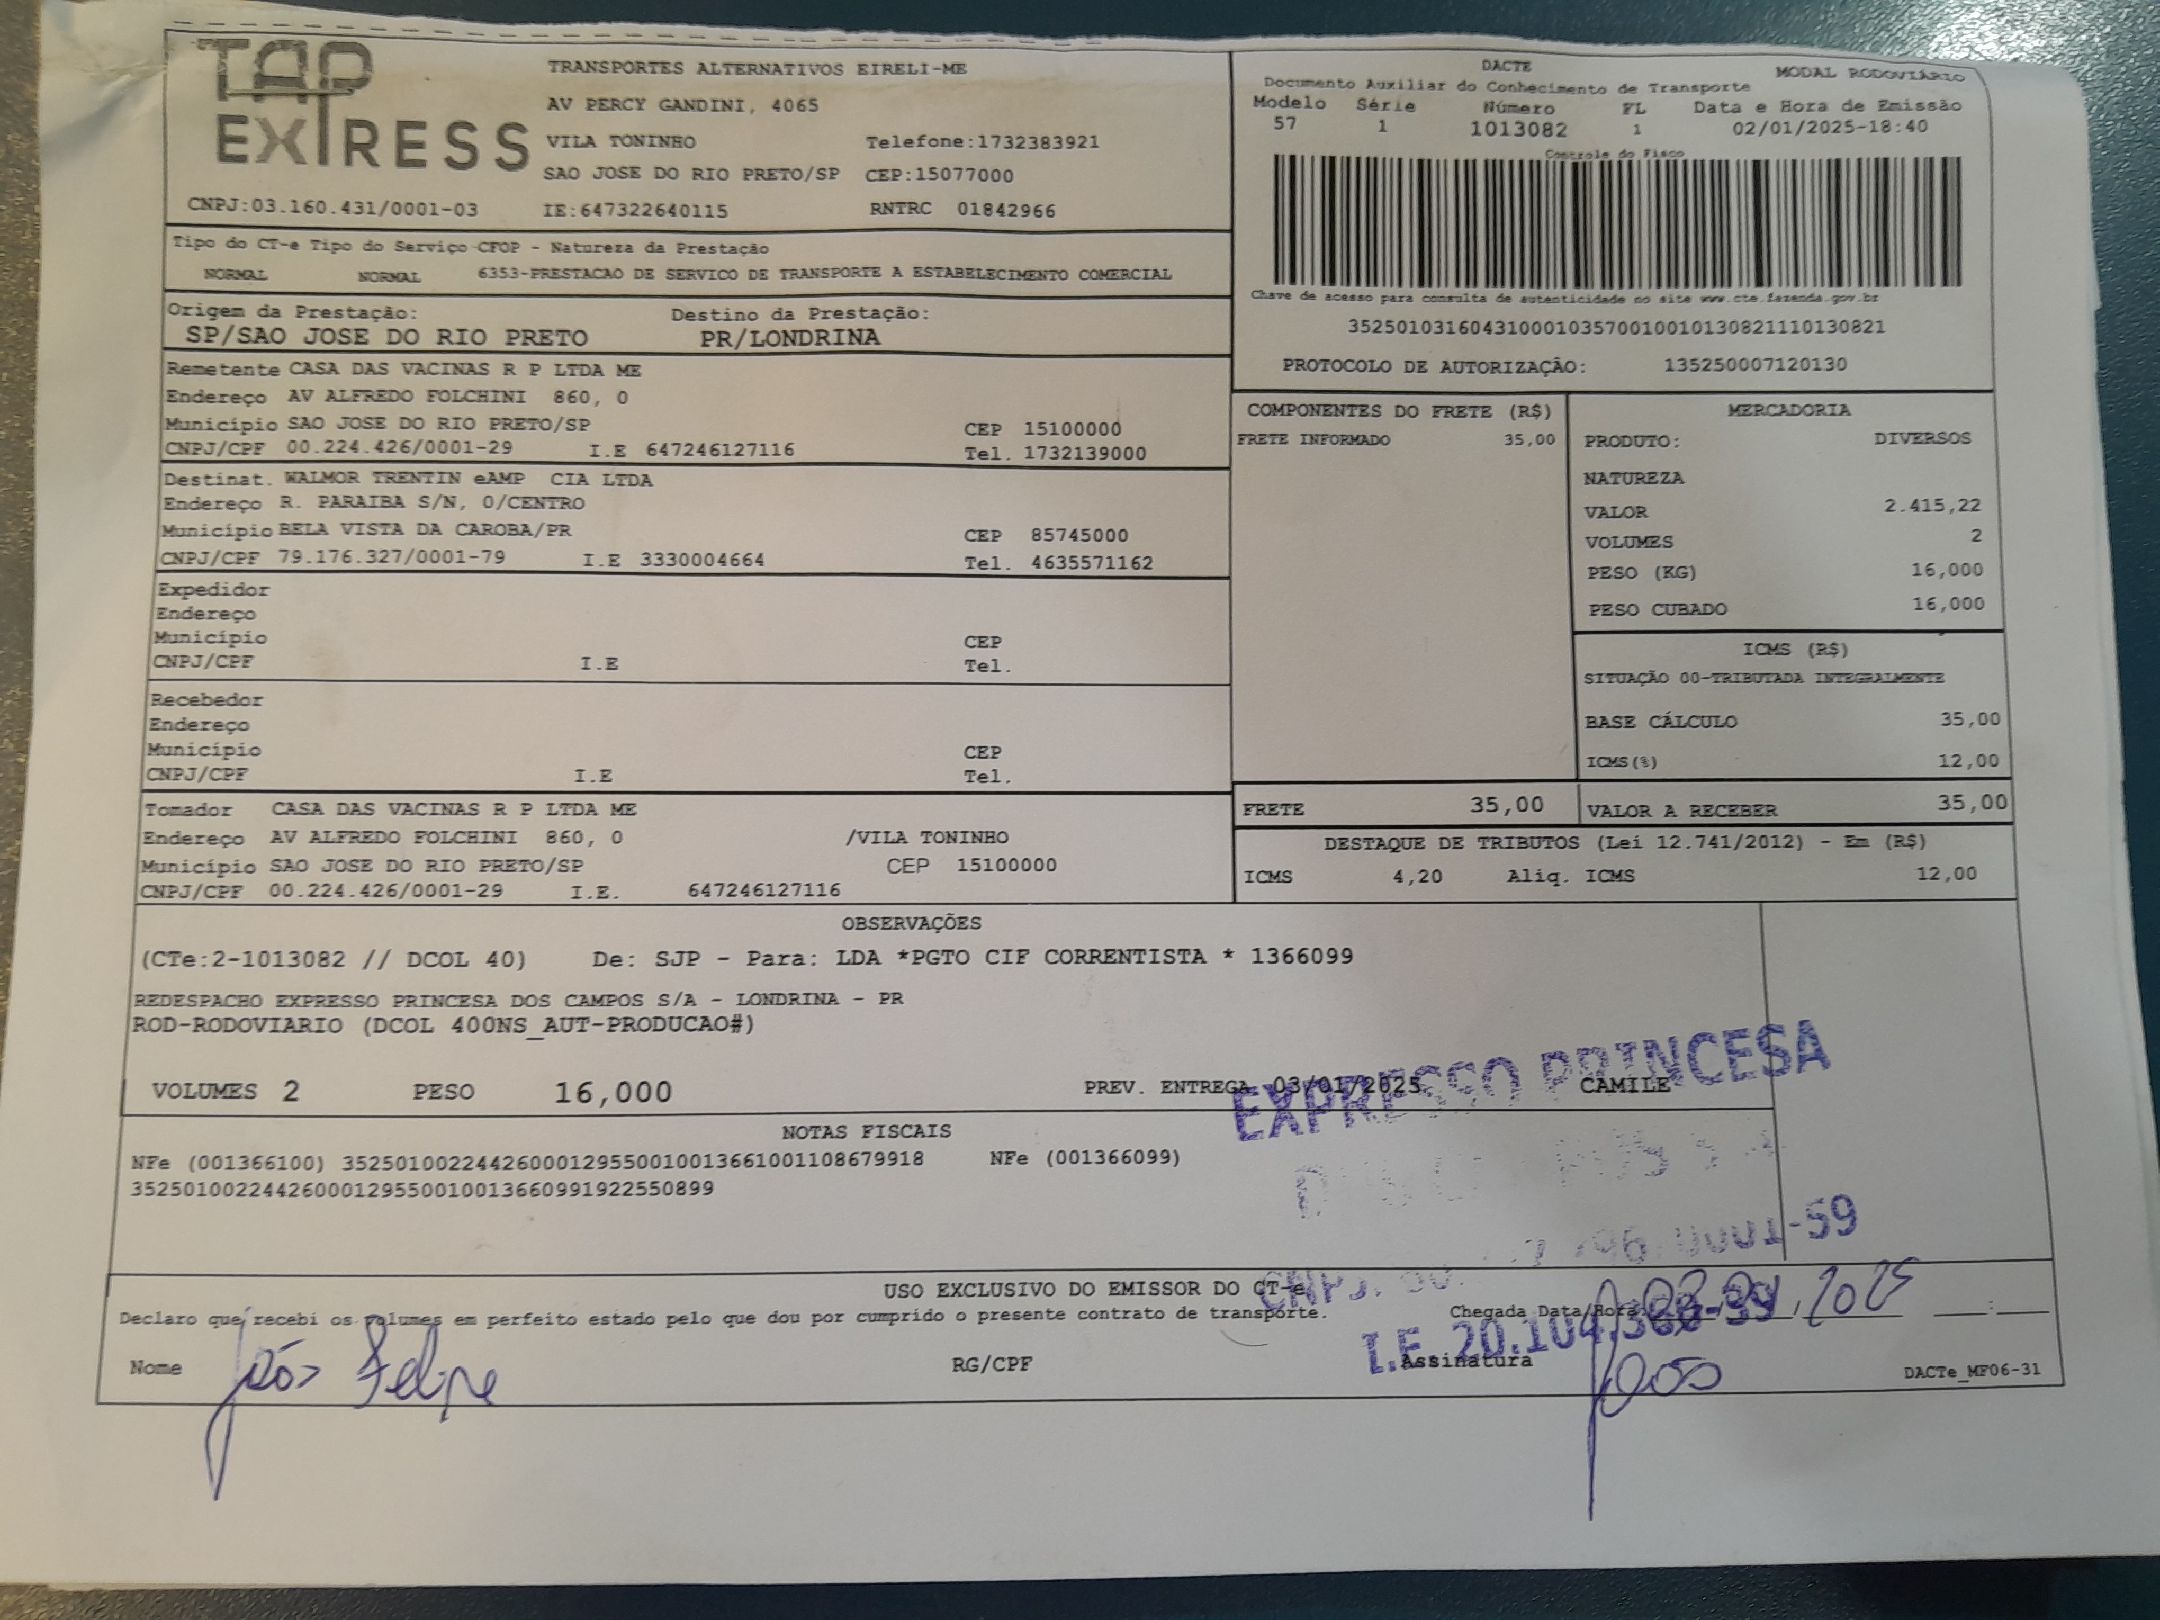 TAP EXPRESS
TRANSPORTES ALTERNATIVOS EIRELI-ME
AV PERCY GANDINI, 4065
VILA TONINHO Telefone:1732383921
SAO JOSE DO RIO PRETO/SP CEP:15077000
CNPJ:03.160.431/0001-03 IE:647322640115 RNTRC 01842966
DACTE MODAL RODOVIÁRIO
Documento Auxiliar do Conhecimento de Transporte
Modelo Série Número FL Data e Hora de Emissão
57 1 1013082 1 02/01/2025-18:40
Controle do Fisco
Chave de acesso para consulta de autenticidade no site www.cte.fazenda.gov.br
35250103160431000103570010010130821110130821
PROTOCOLO DE AUTORIZAÇÃO: 135250007120130
Tipo do CT-e Tipo do Serviço CFOP - Natureza da Prestação
NORMAL NORMAL 6353-PRESTACAO DE SERVICO DE TRANSPORTE A ESTABELECIMENTO COMERCIAL
Origem da Prestação: Destino da Prestação:
SP/SAO JOSE DO RIO PRETO PR/LONDRINA
Remetente CASA DAS VACINAS R P LTDA ME
Endereço AV ALFREDO FOLCHINI 860, 0
Município SAO JOSE DO RIO PRETO/SP CEP 15100000
CNPJ/CPF 00.224.426/0001-29 I.E 647246127116 Tel. 1732139000
Destinat. WALMOR TRENTIN eAMP CIA LTDA
Endereço R. PARAIBA S/N, 0/CENTRO
Município BELA VISTA DA CAROBA/PR CEP 85745000
CNPJ/CPF 79.176.327/0001-79 I.E 3330004664 Tel. 4635571162
Expedidor
Endereço
Município CEP
CNPJ/CPF I.E Tel.
Recebedor
Endereço
Município CEP
CNPJ/CPF I.E Tel.
Tomador CASA DAS VACINAS R P LTDA ME
Endereço AV ALFREDO FOLCHINI 860, 0 /VILA TONINHO
Município SAO JOSE DO RIO PRETO/SP CEP 15100000
CNPJ/CPF 00.224.426/0001-29 I.E. 647246127116
COMPONENTES DO FRETE (R$)
FRETE INFORMADO 35,00
MERCADORIA
PRODUTO: DIVERSOS
NATUREZA
VALOR 2.415,22
VOLUMES 2
PESO (KG) 16,000
PESO CUBADO 16,000
ICMS (R$)
SITUAÇÃO 00-TRIBUTADA INTEGRALMENTE
BASE CÁLCULO 35,00
ICMS(%) 12,00
FRETE 35,00 VALOR A RECEBER 35,00
DESTAQUE DE TRIBUTOS (Lei 12.741/2012) - Em (R$)
ICMS 4,20 Aliq. ICMS 12,00
OBSERVAÇÕES
(CTe:2-1013082 // DCOL 40) De: SJP - Para: LDA *PGTO CIF CORRENTISTA * 1366099
REDESPACHO EXPRESSO PRINCESA DOS CAMPOS S/A - LONDRINA - PR
ROD-RODOVIARIO (DCOL 400NS_AUT-PRODUCAO#)
VOLUMES 2 PESO 16,000 PREV. ENTREGA 03/01/2025 CAMILE
EXPRESSO PRINCESA
NOTAS FISCAIS
NFe (001366100) 35250100224426000129550010013661001108679918 NFe (001366099)
35250100224426000129550010013660991922550899
0001-59
USO EXCLUSIVO DO EMISSOR DO CT-e
Declaro que recebi os volumes em perfeito estado pelo que dou por cumprido o presente contrato de transporte. Chegada Data/Hora / 2025 :
I.E. 20.104.
Nome João Felipe RG/CPF Assinatura João DACTe_MF06-31